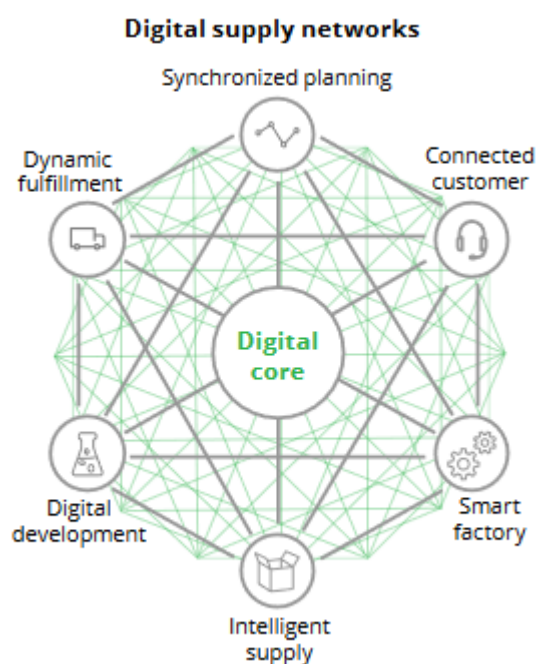 Digital supply networks
Synchronized planning
Dynamic
fulfillment
Connected
customer
Digital
core
Digital
development
Smart
factory
Intelligent
supply